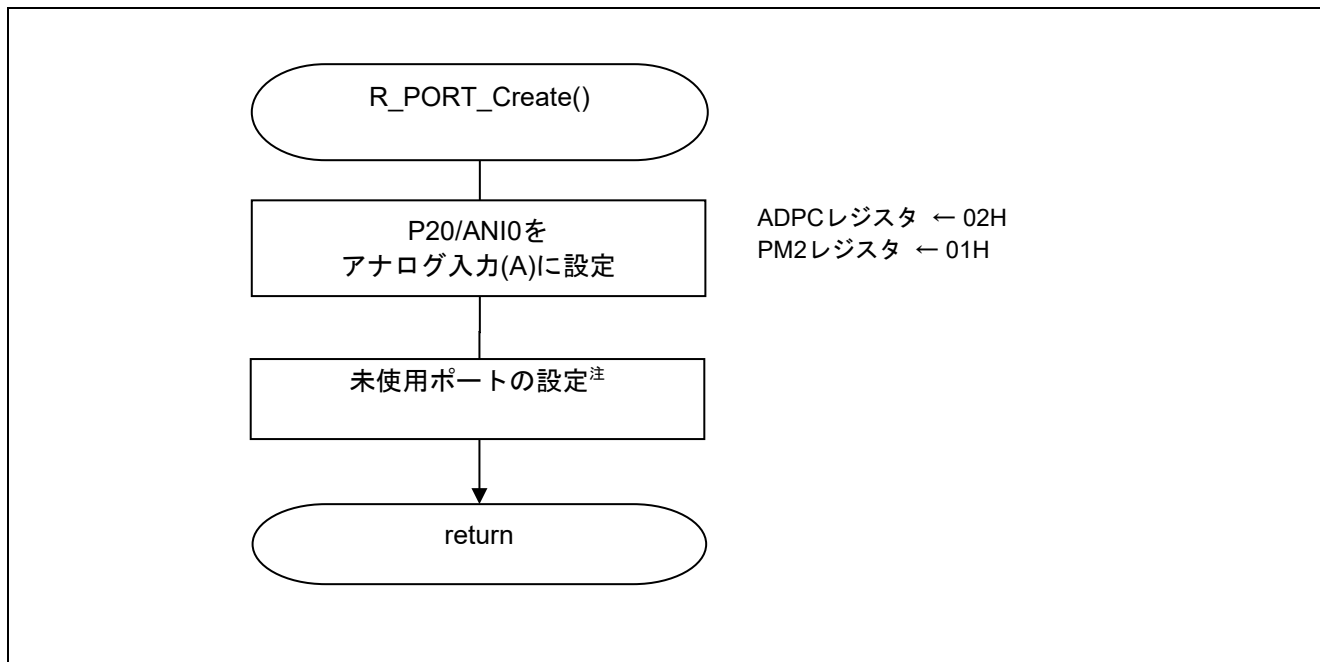 R_PORT_Create()
P20/ANI0を
アナログ入力(A)に設定
ADPCレジスタ ← 02H
PM2レジスタ ← 01H
未使用ポートの設定注
return